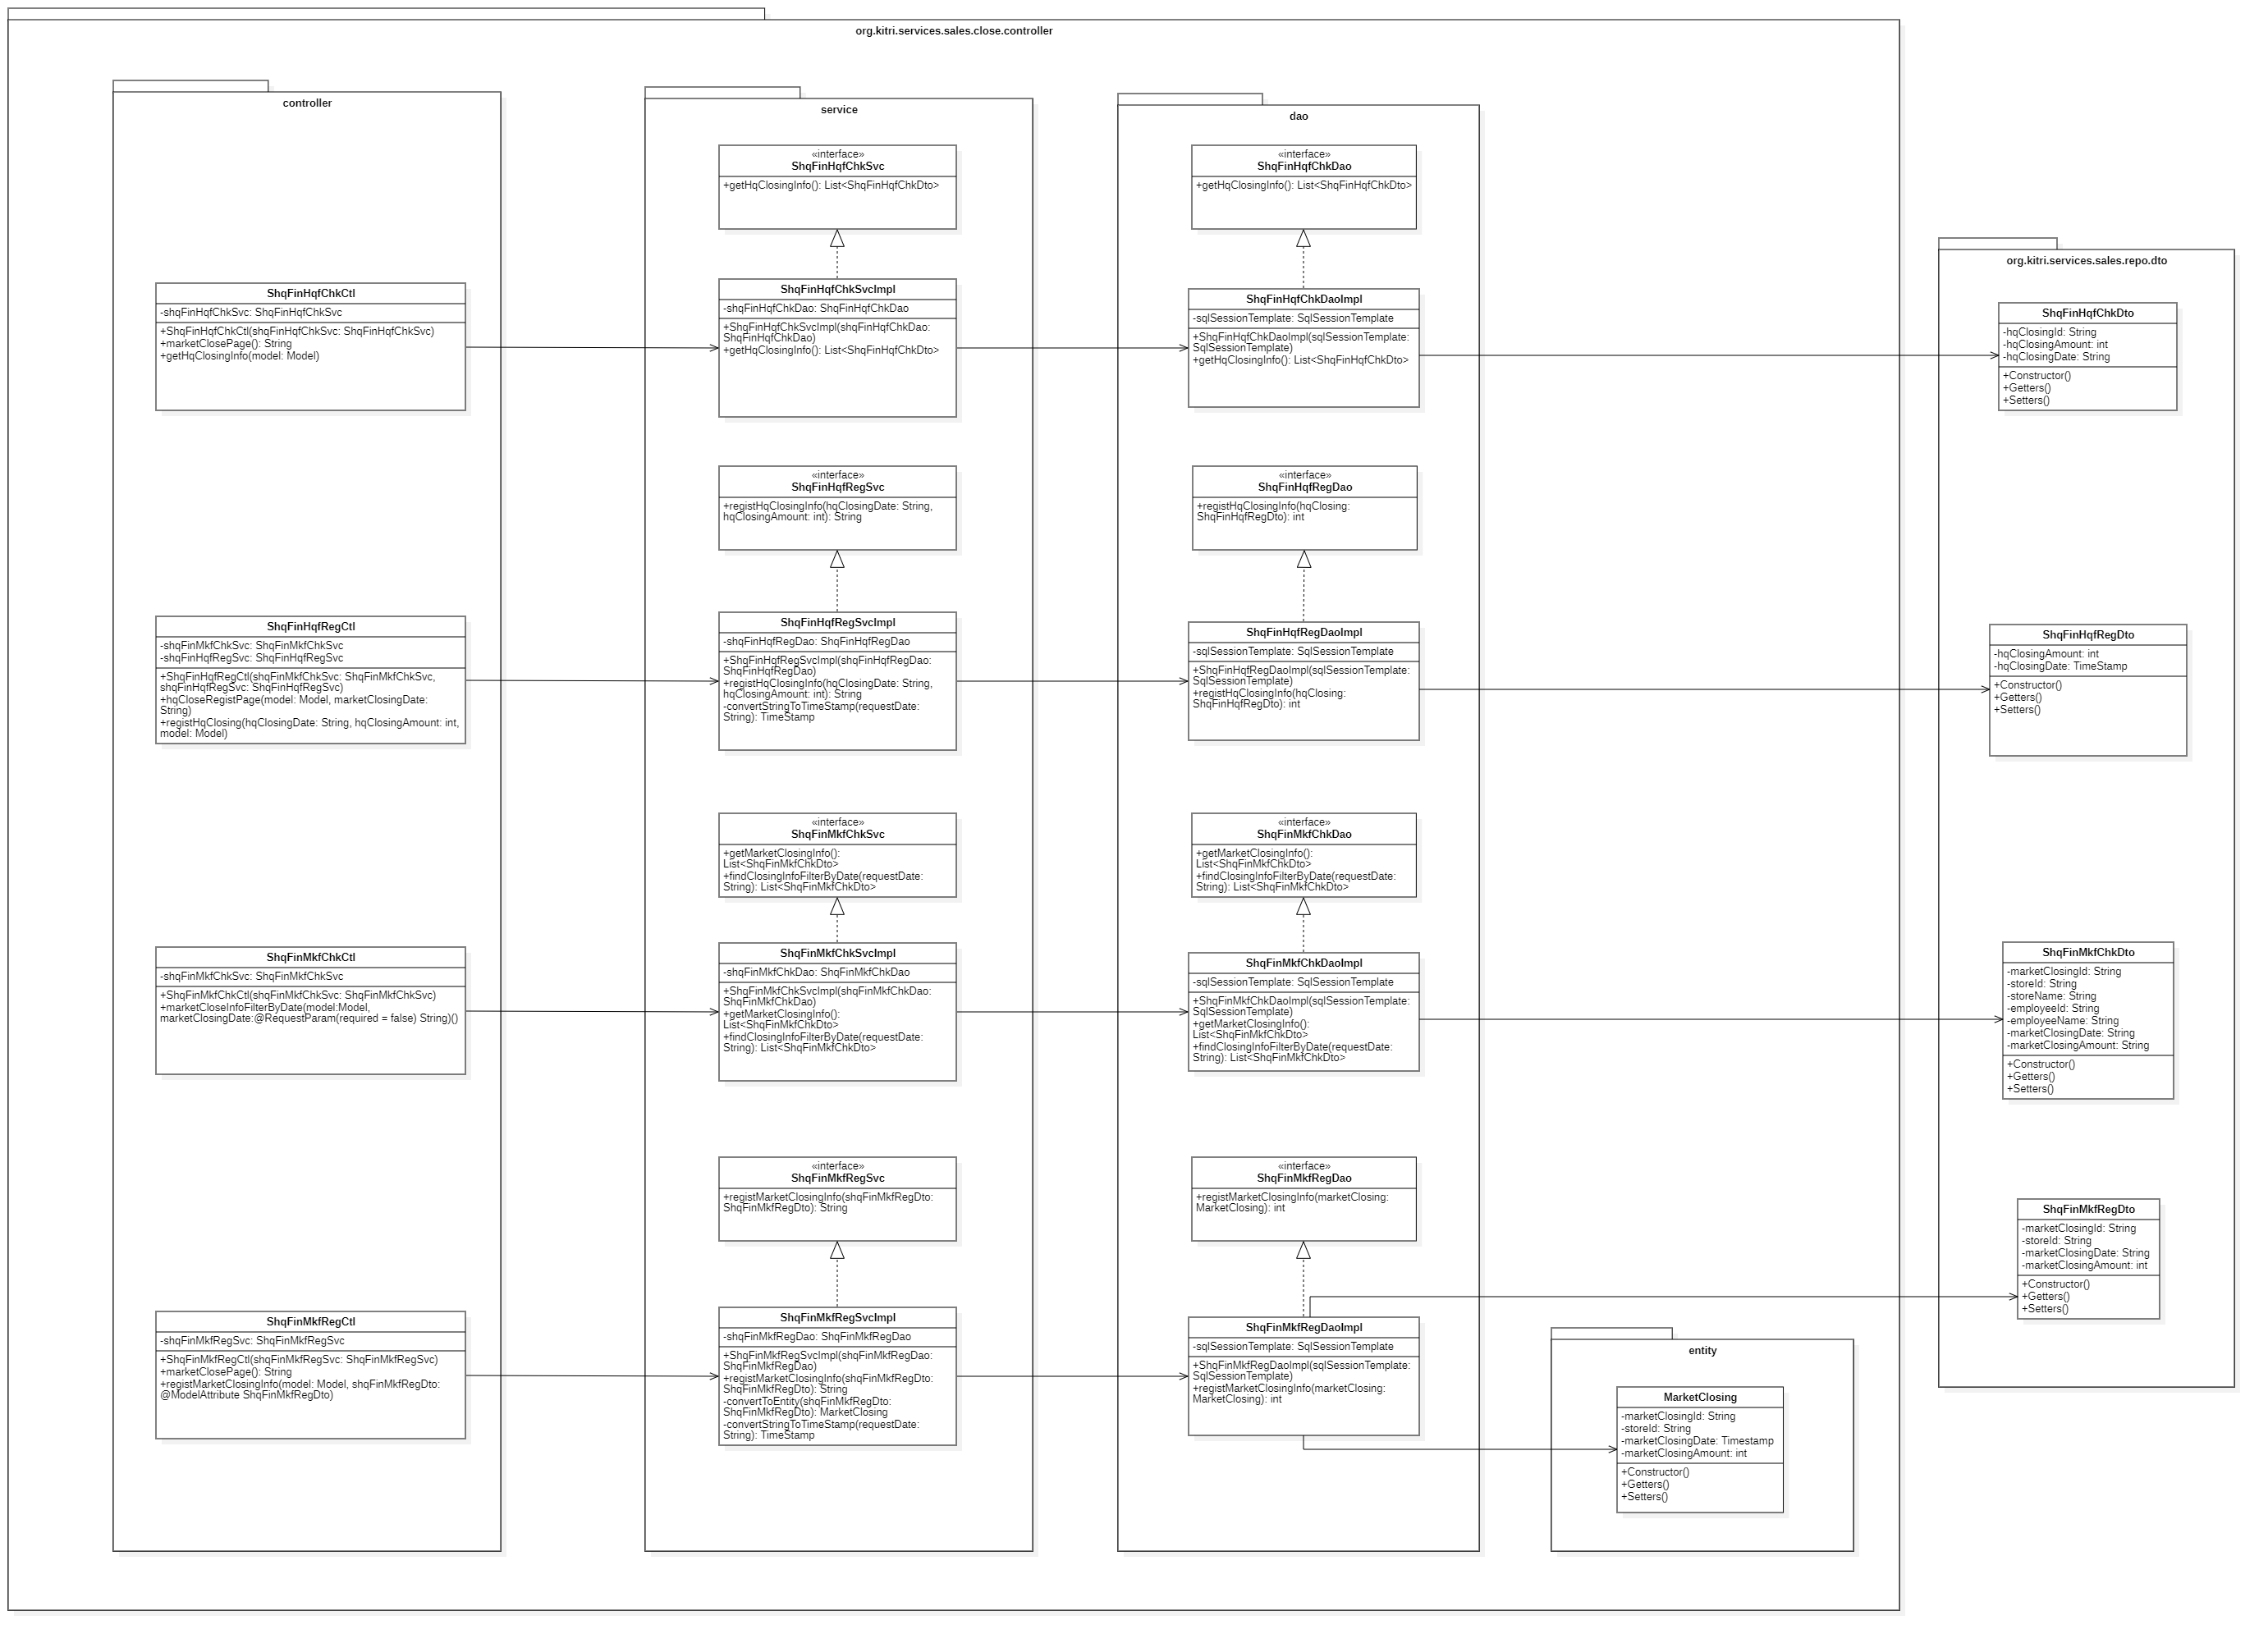 org.kitri.services.sales.close.controller
controller
ShqFinHqfChkCtl
-shqFinHqfChkSvc: ShqFinHqfChkSvc
+ShqFinHqfChkCtl(shqFinHqfChkSvc: ShqFinHqfChkSvc)
+marketClosePage(): String
+getHqClosingInfo(model: Model)
ShqFinHqfRegCtl
-shqFinMkfChkSvc: ShqFinMkfChkSvc
-shqFinHqfRegSvc: ShqFinHqfRegSvc
+ShqFinHqfRegCtl(shqFinMkfChkSvc: ShqFinMkfChkSvc,
shqFinHqfRegSvc: ShqFinHqfRegSvc)
+hqCloseRegistPage(model: Model, marketClosingDate:
String)
+registHqClosing(hqClosingDate: String, hqClosingAmount: int,
model: Model)
ShqFinMkfChkCtl
-shqFinMkfChkSvc: ShqFinMkfChkSvc
+ShqFinMkfChkCtl(shqFinMkfChkSvc: ShqFinMkfChkSvc)
+marketCloseInfoFilterByDate(model:Model,
marketClosingDate:@RequestParam(required = false) String)()
ShqFinMkfRegCtl
-shqFinMkfRegSvc: ShqFinMkfRegSvc
+ShqFinMkfRegCtl(shqFinMkfRegSvc: ShqFinMkfRegSvc)
+marketClosePage(): String
+registMarketClosingInfo(model: Model, shqFinMkfRegDto:
@ModelAttribute ShqFinMkfRegDto)
service
«interface»
ShqFinHqfChkSvc
+getHqClosingInfo(): List<ShqFinHqfChkDto>
ShqFinHqfChkSvcImpl
-shqFinHqfChkDao: ShqFinHqfChkDao
+ShqFinHqfChkSvcImpl(shqFinHqfChkDao:
ShqFinHqfChkDao)
+getHqClosingInfo(): List<ShqFinHqfChkDto>
«interface»
ShqFinHqfRegSvc
+registHqClosingInfo(hqClosingDate: String,
hqClosingAmount: int): String
ShqFinHqfRegSvcImpl
-shqFinHqfRegDao: ShqFinHqfRegDao
+ShqFinHqfRegSvcImpl(shqFinHqfRegDao:
ShqFinHqfRegDao)
+registHqClosingInfo(hqClosingDate: String,
hqClosingAmount: int): String
-convertStringToTimeStamp(requestDate:
String): TimeStamp
«interface»
ShqFinMkfChkSvc
+getMarketClosingInfo():
List<ShqFinMkfChkDto>
+findClosingInfoFilterByDate(requestDate:
String): List<ShqFinMkfChkDto>
ShqFinMkfChkSvcImpl
-shqFinMkfChkDao: ShqFinMkfChkDao
+ShqFinMkfChkSvcImpl(shqFinMkfChkDao:
ShqFinMkfChkDao)
+getMarketClosingInfo():
List<ShqFinMkfChkDto>
+findClosingInfoFilterByDate(requestDate:
String): List<ShqFinMkfChkDto>
«interface»
ShqFinMkfRegSvc
+registMarketClosingInfo(shqFinMkfRegDto:
ShqFinMkfRegDto): String
ShqFinMkfRegSvcImpl
-shqFinMkfRegDao: ShqFinMkfRegDao
+ShqFinMkfRegSvcImpl(shqFinMkfRegDao:
ShqFinMkfRegDao)
+registMarketClosingInfo(shqFinMkfRegDto:
ShqFinMkfRegDto): String
-convertToEntity(shqFinMkfRegDto:
ShqFinMkfRegDto): MarketClosing
-convertStringToTimeStamp(requestDate:
String): TimeStamp
dao
«interface»
ShqFinHqfChkDao
+getHqClosingInfo(): List<ShqFinHqfChkDto>
ShqFinHqfChkDaoImpl
-sqlSessionTemplate: SqlSessionTemplate
+ShqFinHqfChkDaoImpl(sqlSessionTemplate:
SqlSessionTemplate)
+getHqClosingInfo(): List<ShqFinHqfChkDto>
«interface»
ShqFinHqfRegDao
+registHqClosingInfo(hqClosing:
ShqFinHqfRegDto): int
ShqFinHqfRegDaoImpl
-sqlSessionTemplate: SqlSessionTemplate
+ShqFinHqfRegDaoImpl(sqlSessionTemplate:
SqlSessionTemplate)
+registHqClosingInfo(hqClosing:
ShqFinHqfRegDto): int
«interface»
ShqFinMkfChkDao
+getMarketClosingInfo():
List<ShqFinMkfChkDto>
+findClosingInfoFilterByDate(requestDate:
String): List<ShqFinMkfChkDto>
ShqFinMkfChkDaoImpl
-sqlSessionTemplate: SqlSessionTemplate
+ShqFinMkfChkDaoImpl(sqlSessionTemplate:
SqlSessionTemplate)
+getMarketClosingInfo():
List<ShqFinMkfChkDto>
+findClosingInfoFilterByDate(requestDate:
String): List<ShqFinMkfChkDto>
«interface»
ShqFinMkfRegDao
+registMarketClosingInfo(marketClosing:
MarketClosing): int
ShqFinMkfRegDaoImpl
-sqlSessionTemplate: SqlSessionTemplate
+ShqFinMkfRegDaoImpl(sqlSessionTemplate:
SqlSessionTemplate)
+registMarketClosingInfo(marketClosing:
MarketClosing): int
entity
MarketClosing
-marketClosingId: String
-storeId: String
-marketClosingDate: Timestamp
-marketClosingAmount: int
+Constructor()
+Getters()
+Setters()
org.kitri.services.sales.repo.dto
ShqFinHqfChkDto
-hqClosingId: String
-hqClosingAmount: int
-hqClosingDate: String
+Constructor()
+Getters()
+Setters()
ShqFinHqfRegDto
-hqClosingAmount: int
-hqClosingDate: TimeStamp
+Constructor()
+Getters()
+Setters()
ShqFinMkfChkDto
-marketClosingId: String
-storeId: String
-storeName: String
-employeeId: String
-employeeName: String
-marketClosingDate: String
-marketClosingAmount: String
+Constructor()
+Getters()
+Setters()
ShqFinMkfRegDto
-marketClosingId: String
-storeId: String
-marketClosingDate: String
-marketClosingAmount: int
+Constructor()
+Getters()
+Setters()